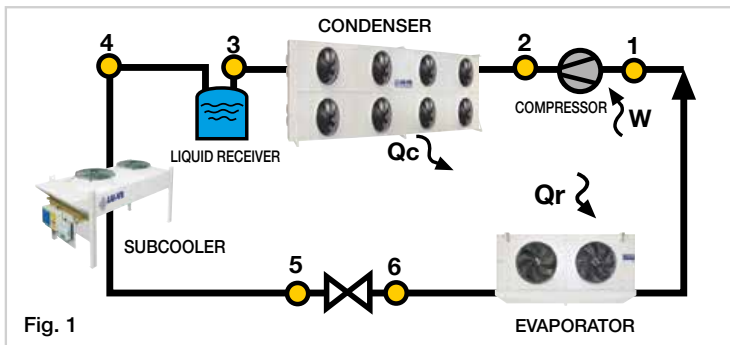 CONDENSER
4
3
2
1
COMPRESSOR
W
LIQUID RECEIVER
Qc
Qr
SUBCOOLER
5
6
Fig. 1
EVAPORATOR